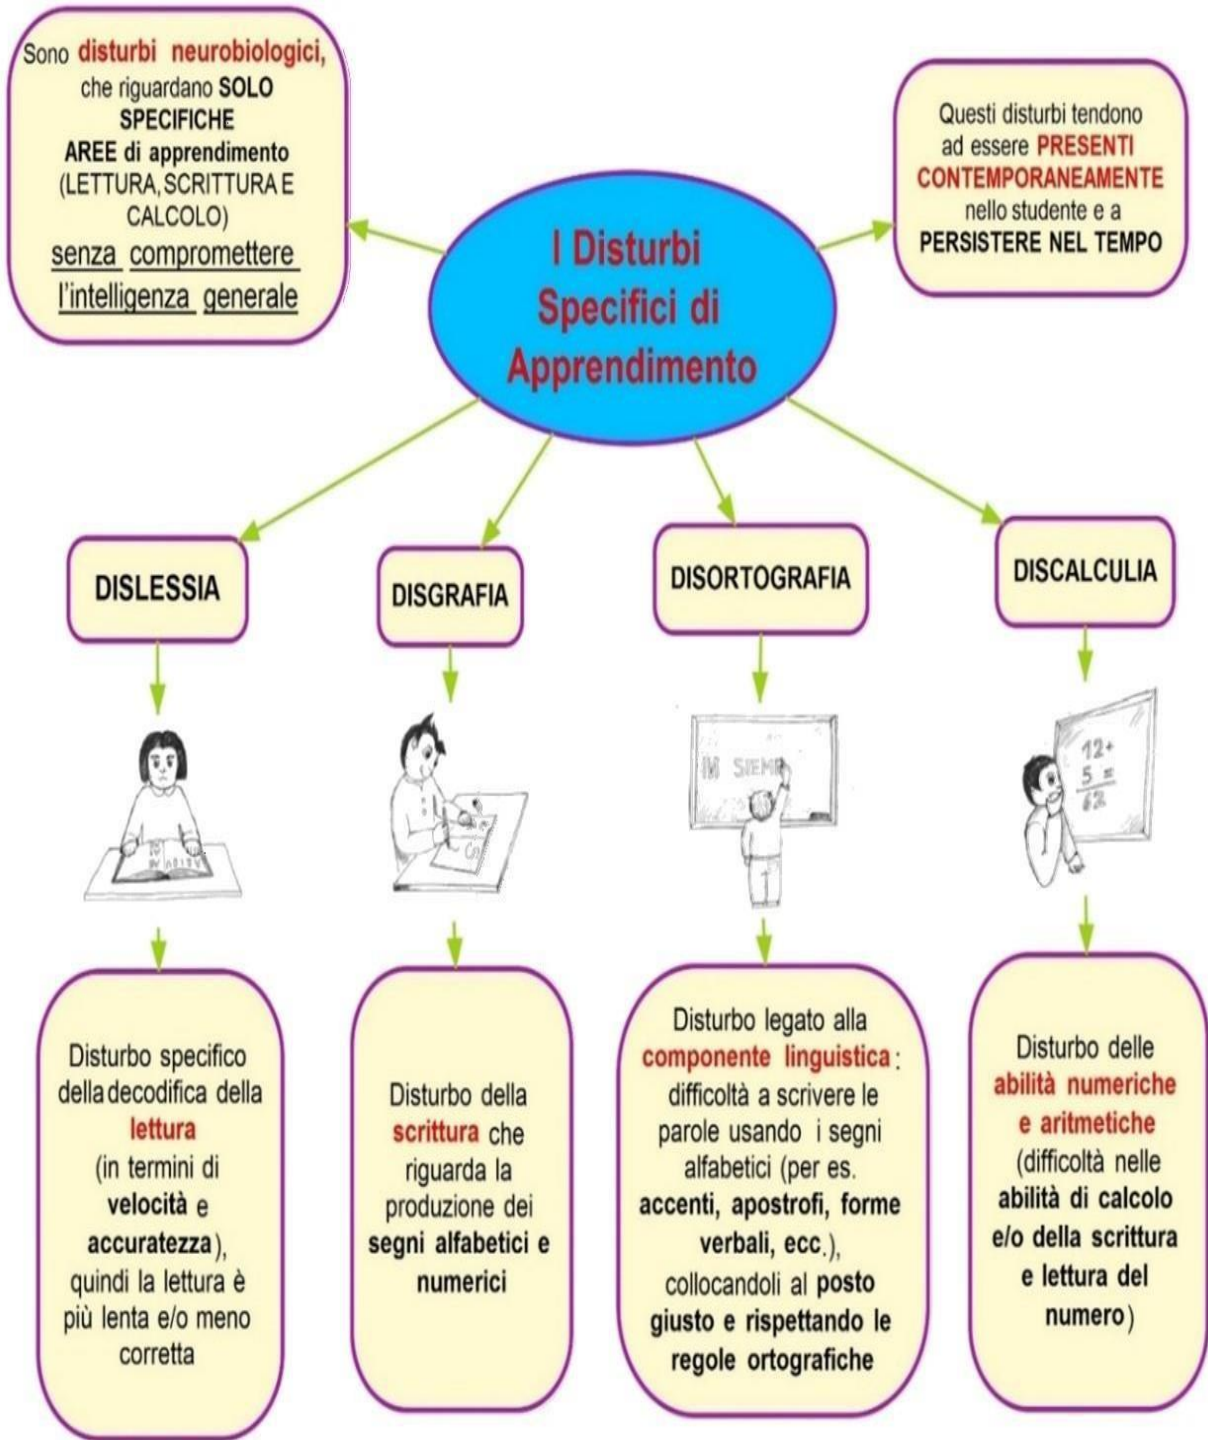 Sono disturbi neurobiologici,
che riguardano SOLO
SPECIFICHE
AREE di apprendimento
(LETTURA, SCRITTURA E
CALCOLO)
senza compromettere
l'intelligenza generale
Questi disturbi tendono
ad essere PRESENTI
CONTEMPORANEAMENTE
nello studente e a
PERSISTERE NEL TEMPO
I Disturbi
Specifici di
Apprendimento
DISLESSIA
DISGRAFIA
DISORTOGRAFIA
DISCALCULIA
IN SIEME
12+
5 =
62
Disturbo specifico
della decodifica della
lettura
(in termini di
velocità e
accuratezza),
quindi la lettura è
più lenta e/o meno
corretta
Disturbo della
scrittura che
riguarda la
produzione dei
segni alfabetici e
numerici
Disturbo legato alla
componente linguistica:
difficoltà a scrivere le
parole usando i segni
alfabetici (per es.
accenti, apostrofi, forme
verbali, ecc.),
collocandoli al posto
giusto e rispettando le
regole ortografiche
Disturbo delle
abilità numeriche
e aritmetiche
(difficoltà nelle
abilità di calcolo
e/o della scrittura
e lettura del
numero)